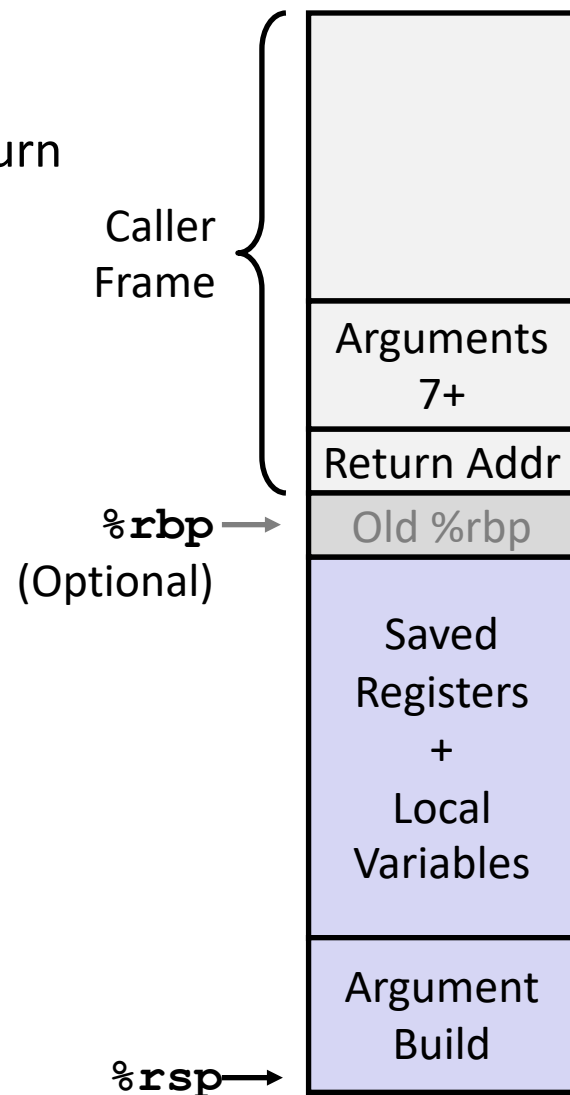 urn
Caller
Frame
Arguments
7+
Return Addr
%rbp
(Optional)
Old %rbp
Saved
Registers
+
Local
Variables
Argument
Build
%rsp